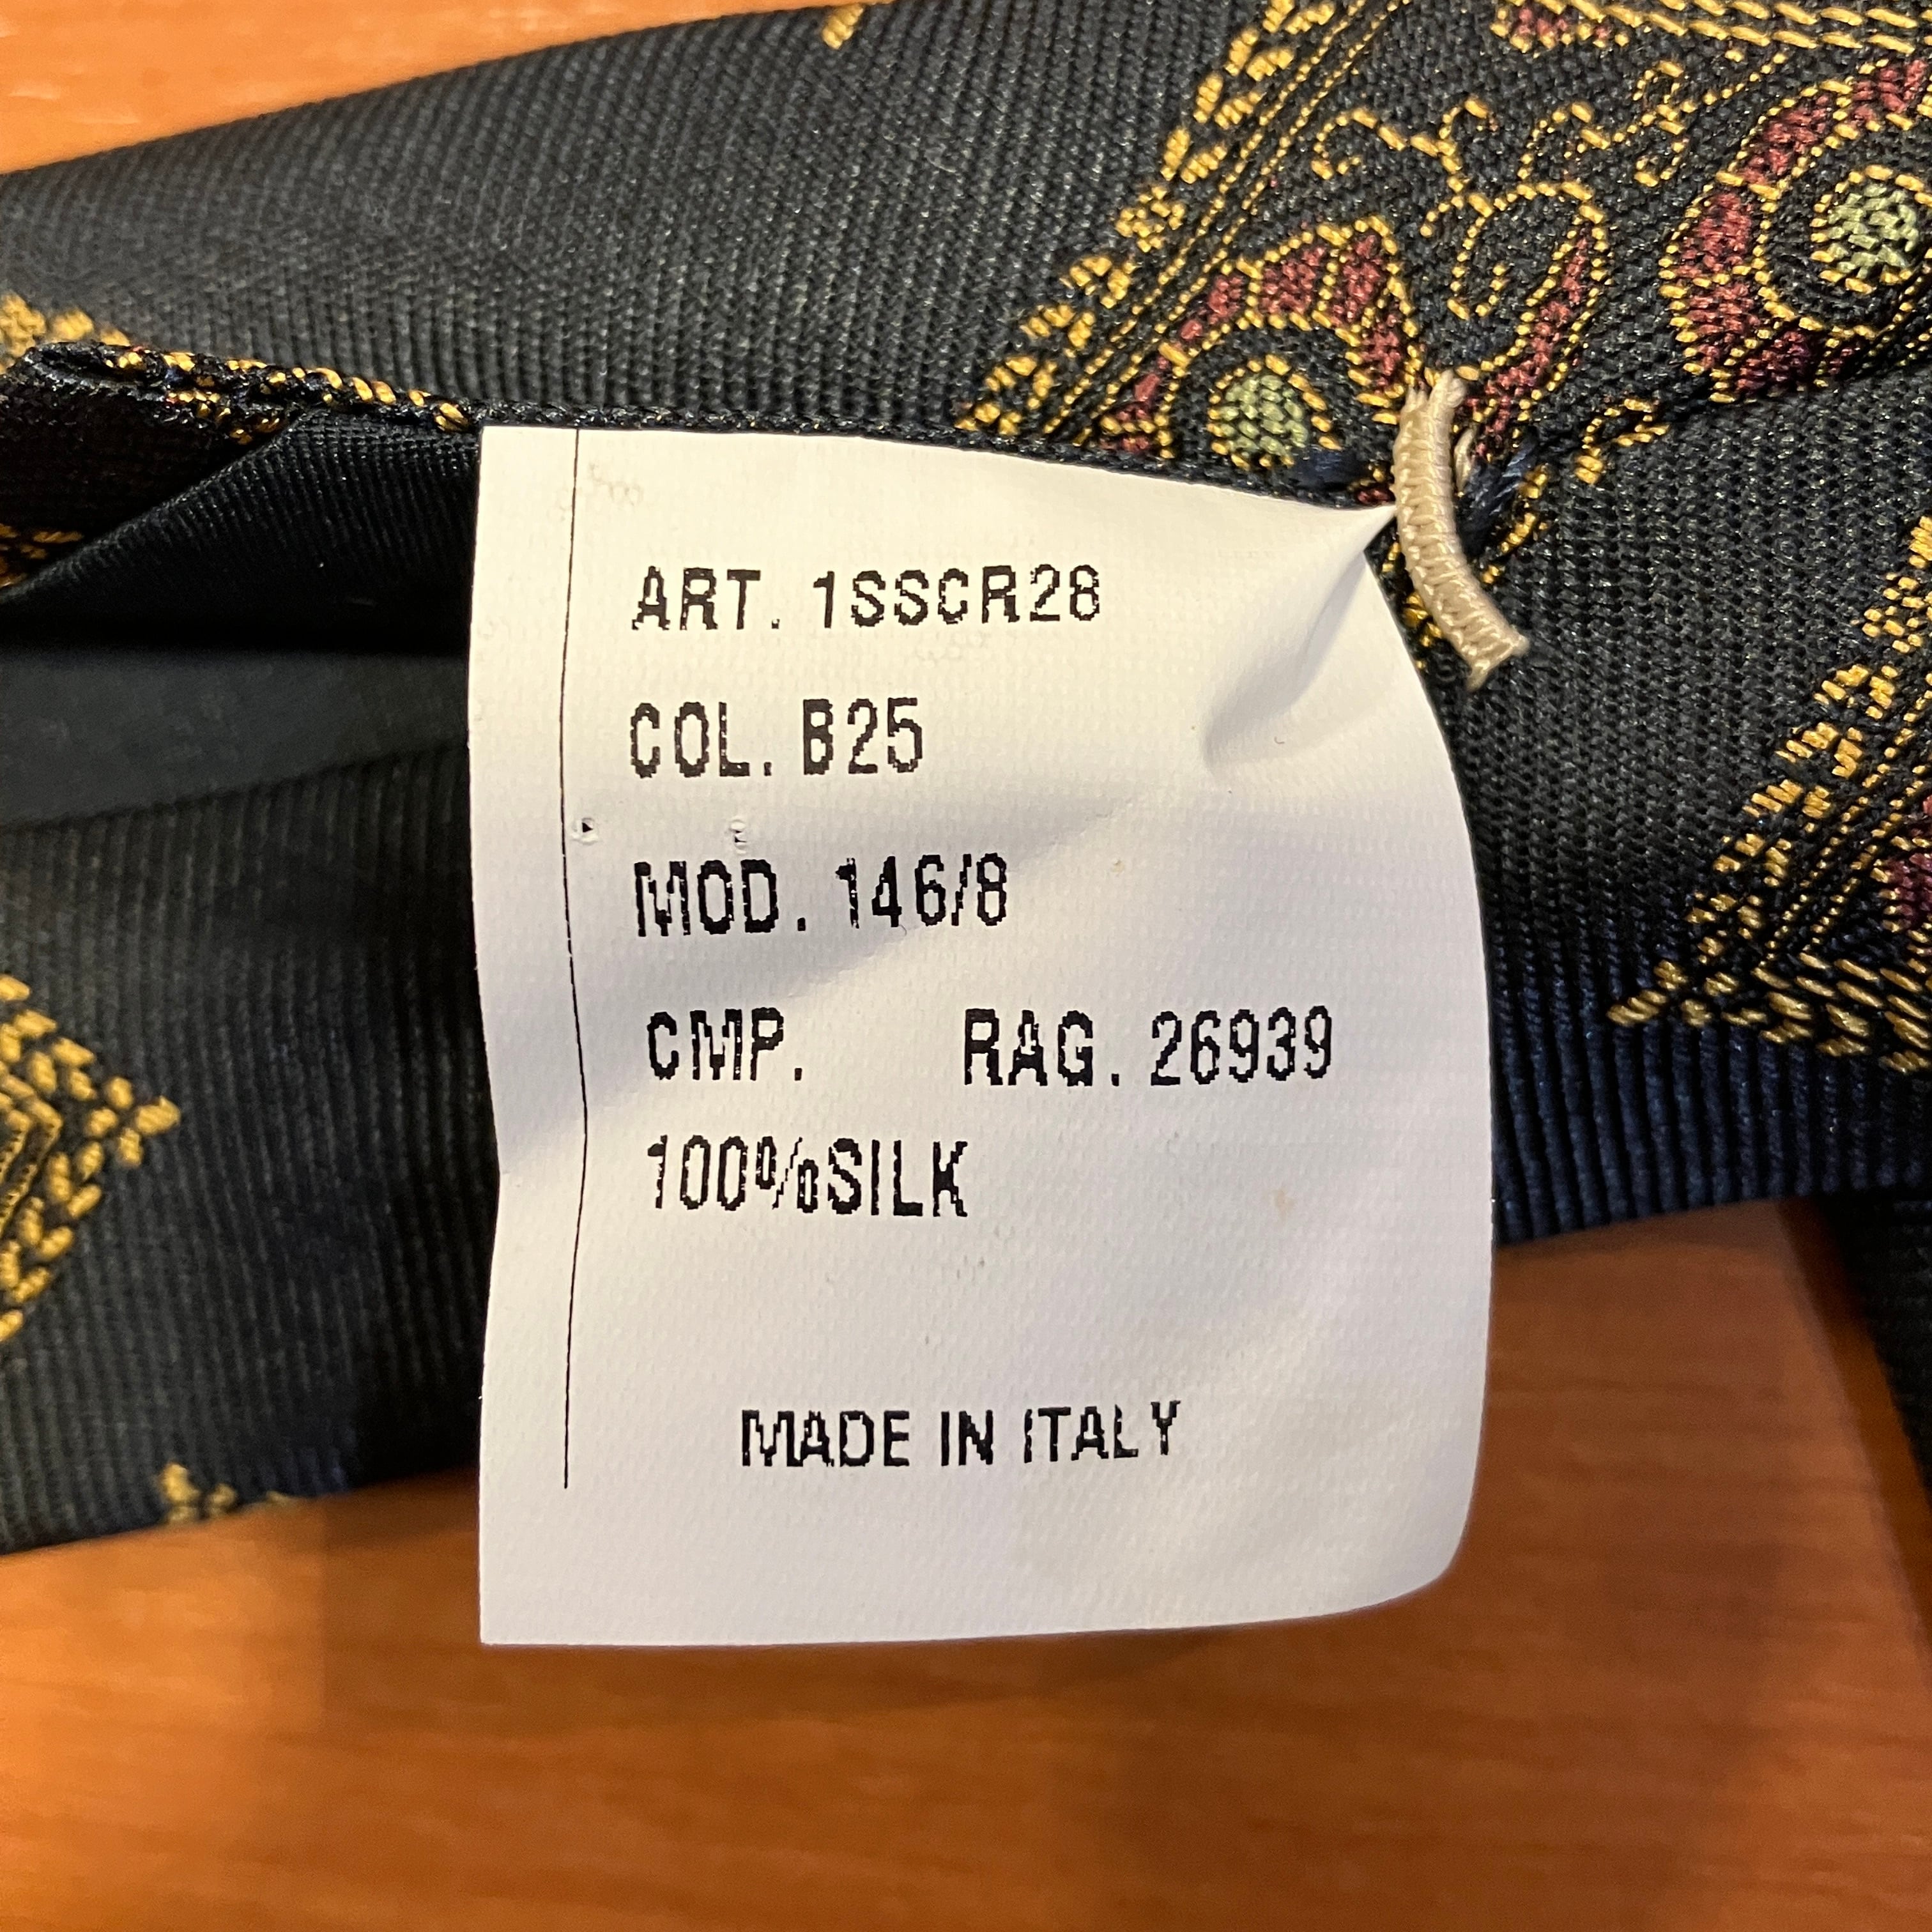 ART. 1SSCR28
COL. B25
MOD. 146/8
CMP. RAG. 26939
100%SILK
MADE IN ITALY